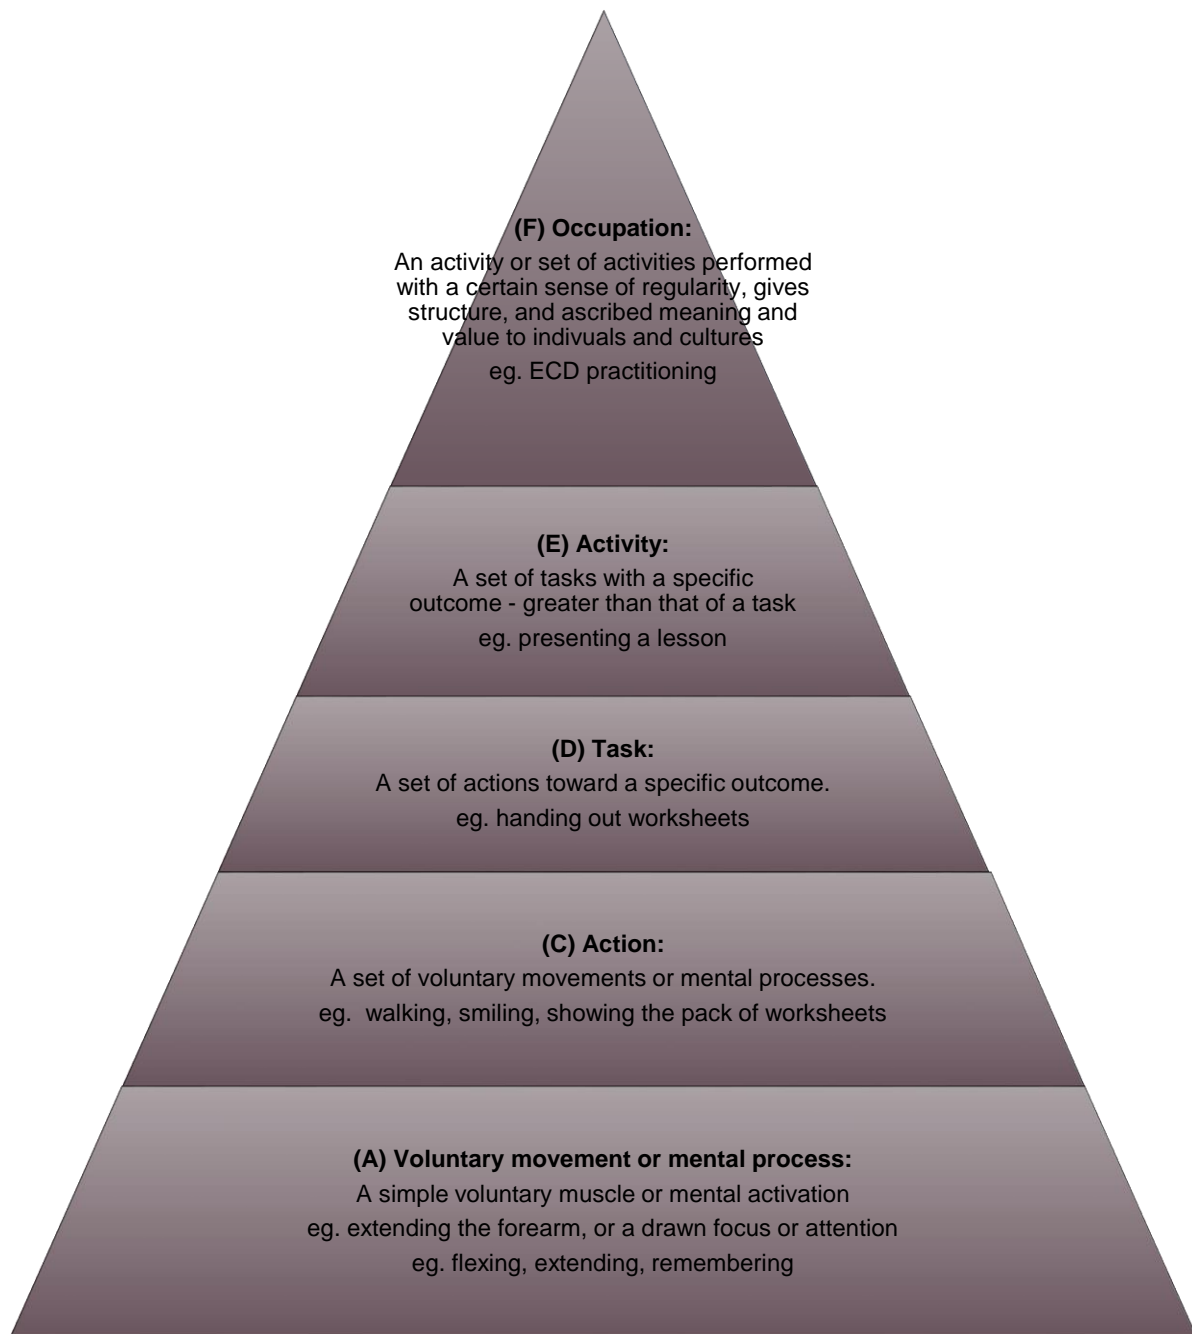 (F) Occupation:
An activity or set of activities performed
with a certain sense of regularity, gives
structure, and ascribed meaning and
value to indivuals and cultures
eg. ECD practitioning
(E) Activity:
A set of tasks with a specific
outcome - greater than that of a task
eg. presenting a lesson
(D) Task:
A set of actions toward a specific outcome.
eg. handing out worksheets
(C) Action:
A set of voluntary movements or mental processes.
eg.  walking, smiling, showing the pack of worksheets
(A) Voluntary movement or mental process:
A simple voluntary muscle or mental activation
eg. extending the forearm, or a drawn focus or attention
eg. flexing, extending, remembering